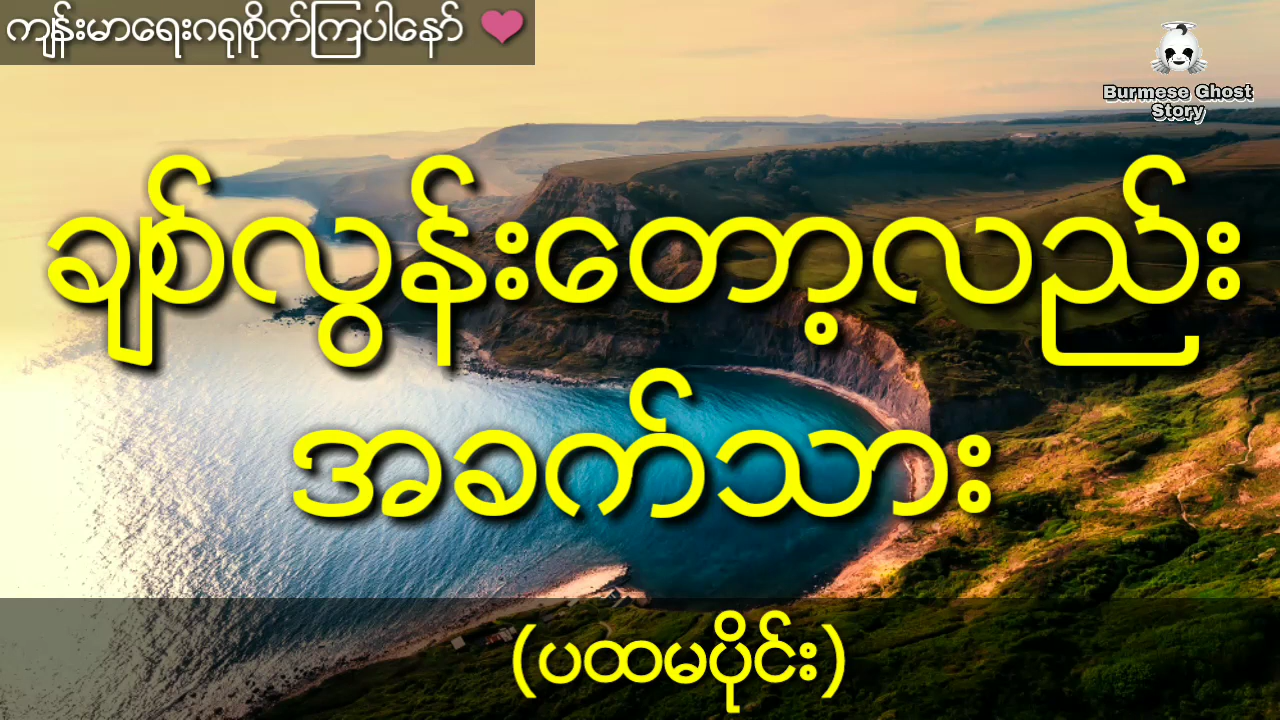 ကျန်းမာရေးဂရုစိုက်ကြပါနော် ❤
Burmese Ghost
Story
ချစ်လွန်းတော့လည်း
အခက်သား
(ပထမပိုင်း)